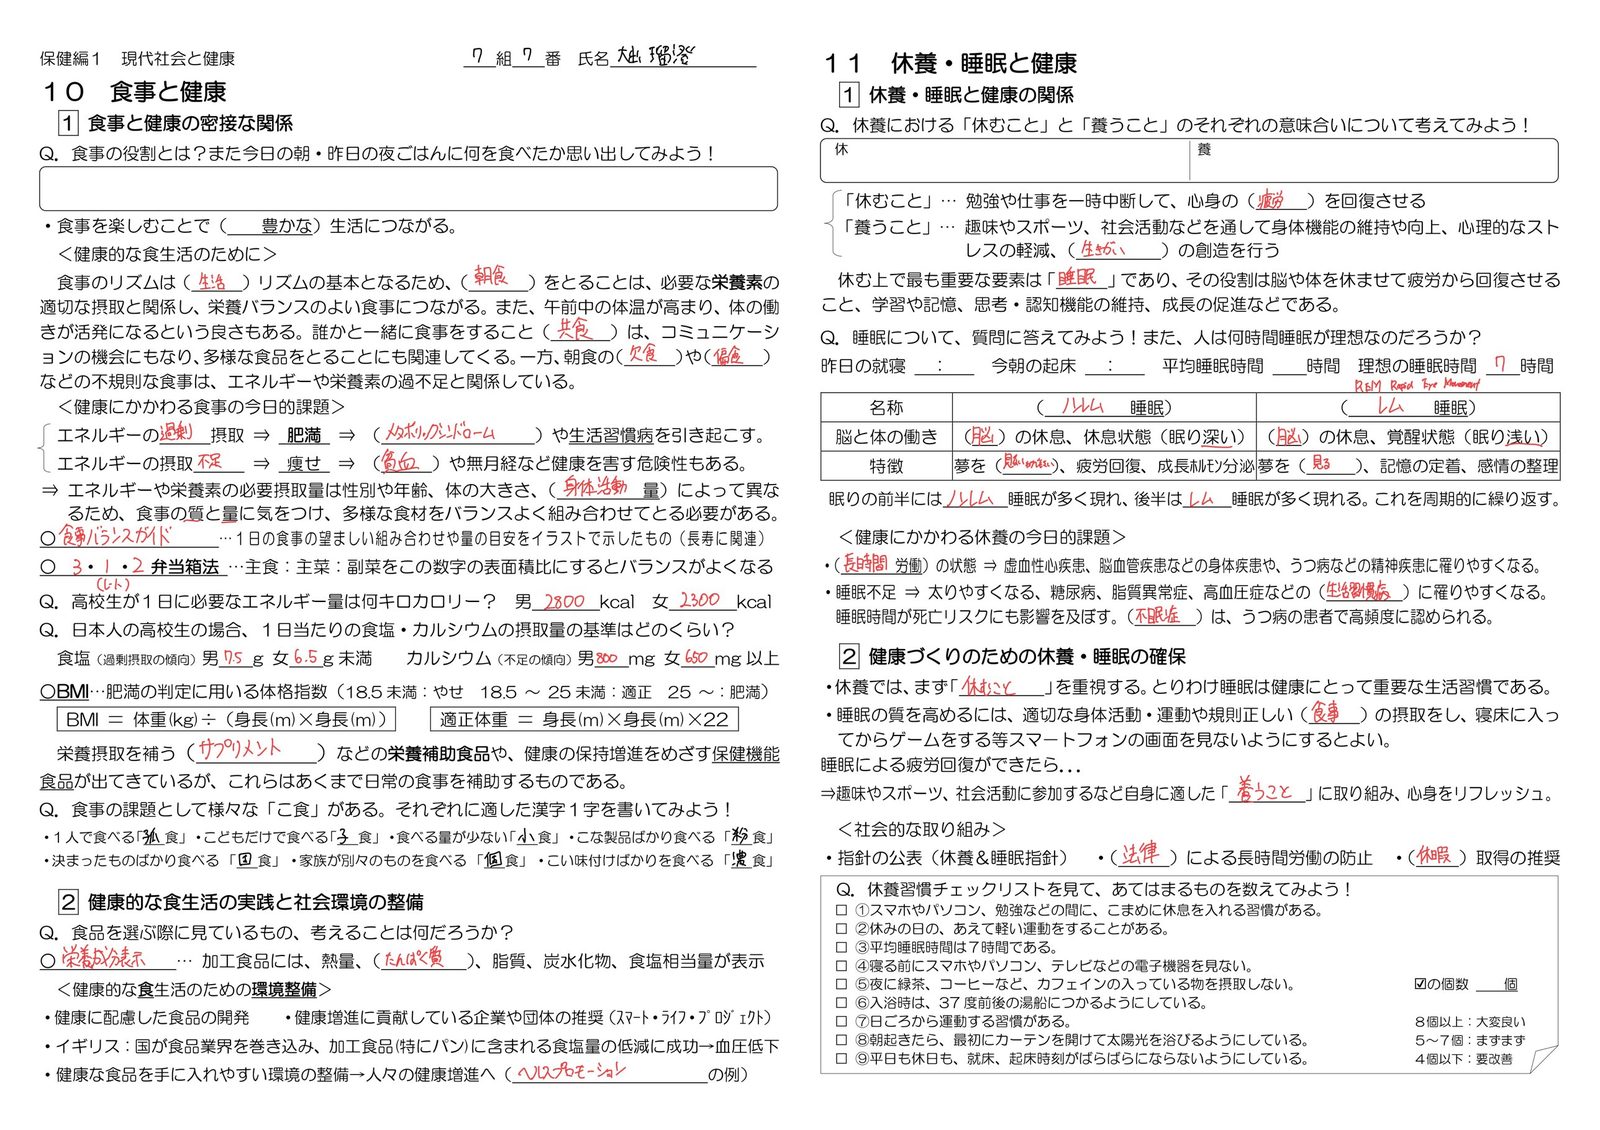 保健編1　現代社会と健康　7組7番　氏名
10　食事と健康
1 食事と健康の密接な関係
Q. 食事の役割とは？また今日の朝・昨日の夜ごはんに何を食べたか思い出してみよう！
・食事を楽しむことで（　豊かな）生活につながる。
＜健康的な食生活のために＞
食事のリズムは（生活）リズムの基本となるため、（朝食）をとることは、必要な栄養素の
適切な摂取と関係し、栄養バランスのよい食事につながる。また、午前中の体温が高まり、体の働
きが活発になるという良さもある。誰かと一緒に食事をすること（共食）は、コミュニケーシ
ョンの機会にもなり、多様な食品をとることにも関連してくる。一方、朝食の（欠食）や（偏食）
などの不規則な食事は、エネルギーや栄養素の過不足と関係している。
＜健康にかかわる食事の今日的課題＞
エネルギーの過剰摂取 ⇒ 肥満 ⇒ （メタボリックシンドローム）や生活習慣病を引き起こす。
エネルギーの摂取不足 ⇒ 痩せ ⇒ （貧血）や無月経など健康を害す危険性もある。
⇒ エネルギーや栄養素の必要摂取量は性別や年齢、体の大きさ、（身体活動 量）によって異な
るため、食事の質と量に気をつけ、多様な食材をバランスよく組み合わせてとる必要がある。
○食事バランスガイド …1日の食事の望ましい組み合わせや量の目安をイラストで示したもの（長寿に関連）
○ 3・1・2 弁当箱法 …主食：主菜：副菜をこの数字の表面積比にするとバランスがよくなる
Q. 高校生が1日に必要なエネルギー量は何キロカロリー？　男 2800 kcal　女 2300 kcal
Q. 日本人の高校生の場合、1日当たりの食塩・カルシウムの摂取量の基準はどのくらい？
食塩（過剰摂取の傾向）男 7.5 g 女 6.5 g 未満　カルシウム（不足の傾向）男 800 mg 女 650 mg 以上
○BMI…肥満の判定に用いる体格指数（18.5 未満：やせ　18.5 ～ 25 未満：適正　25 ～：肥満）
BMI ＝ 体重(kg)÷（身長(m)×身長(m)）　適正体重 ＝ 身長(m)×身長(m)×22
栄養摂取を補う（サプリメント）などの栄養補助食品や、健康の保持増進をめざす保健機能
食品が出てきているが、これらはあくまで日常の食事を補助するものである。
Q. 食事の課題として様々な「こ食」がある。それぞれに適した漢字1字を書いてみよう！
・1人で食べる「孤食」・こどもだけで食べる「子食」・食べる量が少ない「小食」・こな製品ばかり食べる「粉食」
・決まったものばかり食べる「固食」・家族が別々のものを食べる「個食」・こい味付けばかりを食べる「濃食」
2 健康的な食生活の実践と社会環境の整備
Q. 食品を選ぶ際に見ているもの、考えることは何だろうか？
○栄養成分表示 … 加工食品には、熱量、（たんぱく質）、脂質、炭水化物、食塩相当量が表示
＜健康的な食生活のための環境整備＞
・健康に配慮した食品の開発　・健康増進に貢献している企業や団体の推奨（ｽﾏｰﾄ・ﾗｲﾌ・ﾌﾟﾛｼﾞｪｸﾄ）
・イギリス：国が食品業界を巻き込み、加工食品(特にパン)に含まれる食塩量の低減に成功→血圧低下
・健康な食品を手に入れやすい環境の整備→人々の健康増進へ（ヘルスプロモーションの例）
11　休養・睡眠と健康
1 休養・睡眠と健康の関係
Q. 休養における「休むこと」と「養うこと」のそれぞれの意味合いについて考えてみよう！
休　養
「休むこと」… 勉強や仕事を一時中断して、心身の（疲労）を回復させる
「養うこと」… 趣味やスポーツ、社会活動などを通して身体機能の維持や向上、心理的なスト
レスの軽減、（生きがい）の創造を行う
休む上で最も重要な要素は「睡眠」であり、その役割は脳や体を休ませて疲労から回復させる
こと、学習や記憶、思考・認知機能の維持、成長の促進などである。
Q. 睡眠について、質問に答えてみよう！また、人は何時間睡眠が理想なのだろうか？
昨日の就寝　：　今朝の起床　：　平均睡眠時間　時間　理想の睡眠時間 7 時間
REM Rapid Eye Movement
名称　（ノンレム 睡眠）　（レム 睡眠）
脳と体の働き　（脳）の休息、休息状態（眠り深い）　（脳）の休息、覚醒状態（眠り浅い）
特徴　夢を（）、疲労回復、成長ﾎﾙﾓﾝ分泌　夢を（見る）、記憶の定着、感情の整理
眠りの前半にはノンレム睡眠が多く現れ、後半はレム睡眠が多く現れる。これを周期的に繰り返す。
＜健康にかかわる休養の今日的課題＞
・（長時間 労働）の状態 ⇒ 虚血性心疾患、脳血管疾患などの身体疾患や、うつ病などの精神疾患に罹りやすくなる。
・睡眠不足 ⇒ 太りやすくなる、糖尿病、脂質異常症、高血圧症などの（生活習慣病）に罹りやすくなる。
睡眠時間が死亡リスクにも影響を及ぼす。（不眠症）は、うつ病の患者で高頻度に認められる。
2 健康づくりのための休養・睡眠の確保
・休養では、まず「休むこと」を重視する。とりわけ睡眠は健康にとって重要な生活習慣である。
・睡眠の質を高めるには、適切な身体活動・運動や規則正しい（食事）の摂取をし、寝床に入っ
てからゲームをする等スマートフォンの画面を見ないようにするとよい。
睡眠による疲労回復ができたら...
⇒趣味やスポーツ、社会活動に参加するなど自身に適した「養うこと」に取り組み、心身をリフレッシュ。
＜社会的な取り組み＞
・指針の公表（休養＆睡眠指針）　・（法律）による長時間労働の防止　・（休暇）取得の推奨
Q. 休養習慣チェックリストを見て、あてはまるものを数えてみよう！
□ ①スマホやパソコン、勉強などの間に、こまめに休息を入れる習慣がある。
□ ②休みの日の、あえて軽い運動をすることがある。
□ ③平均睡眠時間は7時間である。
□ ④寝る前にスマホやパソコン、テレビなどの電子機器を見ない。
□ ⑤夜に緑茶、コーヒーなど、カフェインの入っている物を摂取しない。　☑の個数　個
□ ⑥入浴時は、37度前後の湯船につかるようにしている。
□ ⑦日ごろから運動する習慣がある。　8個以上：大変良い
□ ⑧朝起きたら、最初にカーテンを開けて太陽光を浴びるようにしている。　5～7個：まずまず
□ ⑨平日も休日も、就床、起床時刻がばらばらにならないようにしている。　4個以下：要改善